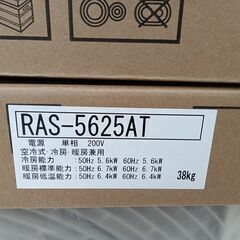 RAS-5625AT
電源 単相 200V
空冷式 冷房・暖房兼用
冷房能力 :50Hz 5.6kW 60Hz 5.6kW
暖房標準能力:50Hz 6.7kW 60Hz 6.7kW
暖房低温能力:50Hz 6.4kW 60Hz 6.4kW
38kg